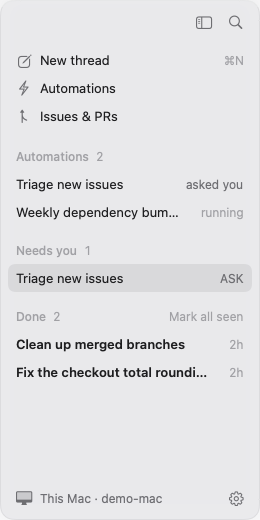 New thread ⌘N
Automations
Issues & PRs
Automations 2
Triage new issues asked you
Weekly dependency bum... running
Needs you 1
Triage new issues ASK
Done 2 Mark all seen
Clean up merged branches 2h
Fix the checkout total roundi... 2h
This Mac · demo-mac